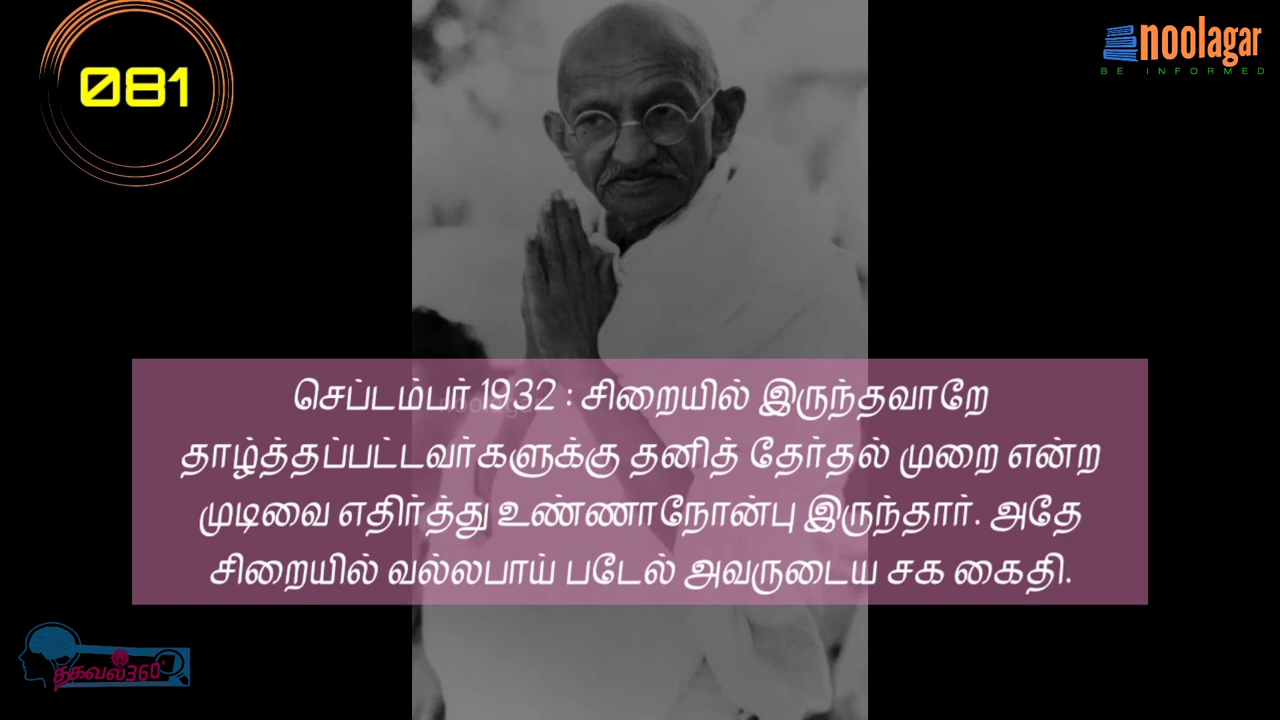 081
noolagar
BE INFORMED
செப்டம்பர் 1932 : சிறையில் இருந்தவாறே
தாழ்த்தப்பட்டவர்களுக்கு தனித் தேர்தல் முறை என்ற
முடிவை எதிர்த்து உண்ணாநோன்பு இருந்தார். அதே
சிறையில் வல்லபாய் படேல் அவருடைய சக கைதி.
noolagar
தகவல்360°